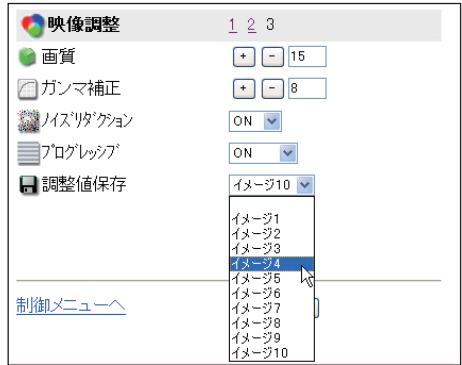 映像調整 1 2 3
画質 + - 15
ガンマ補正 + - 8
ﾉｲｽﾞﾘﾀﾞｸｼｮﾝ ON
ﾌﾟﾛｸﾞﾚｯｼﾌﾞ ON
調整値保存 イメージ10
イメージ1
イメージ2
イメージ3
イメージ4
イメージ5
イメージ6
イメージ7
イメージ8
イメージ9
イメージ10
制御メニューへ